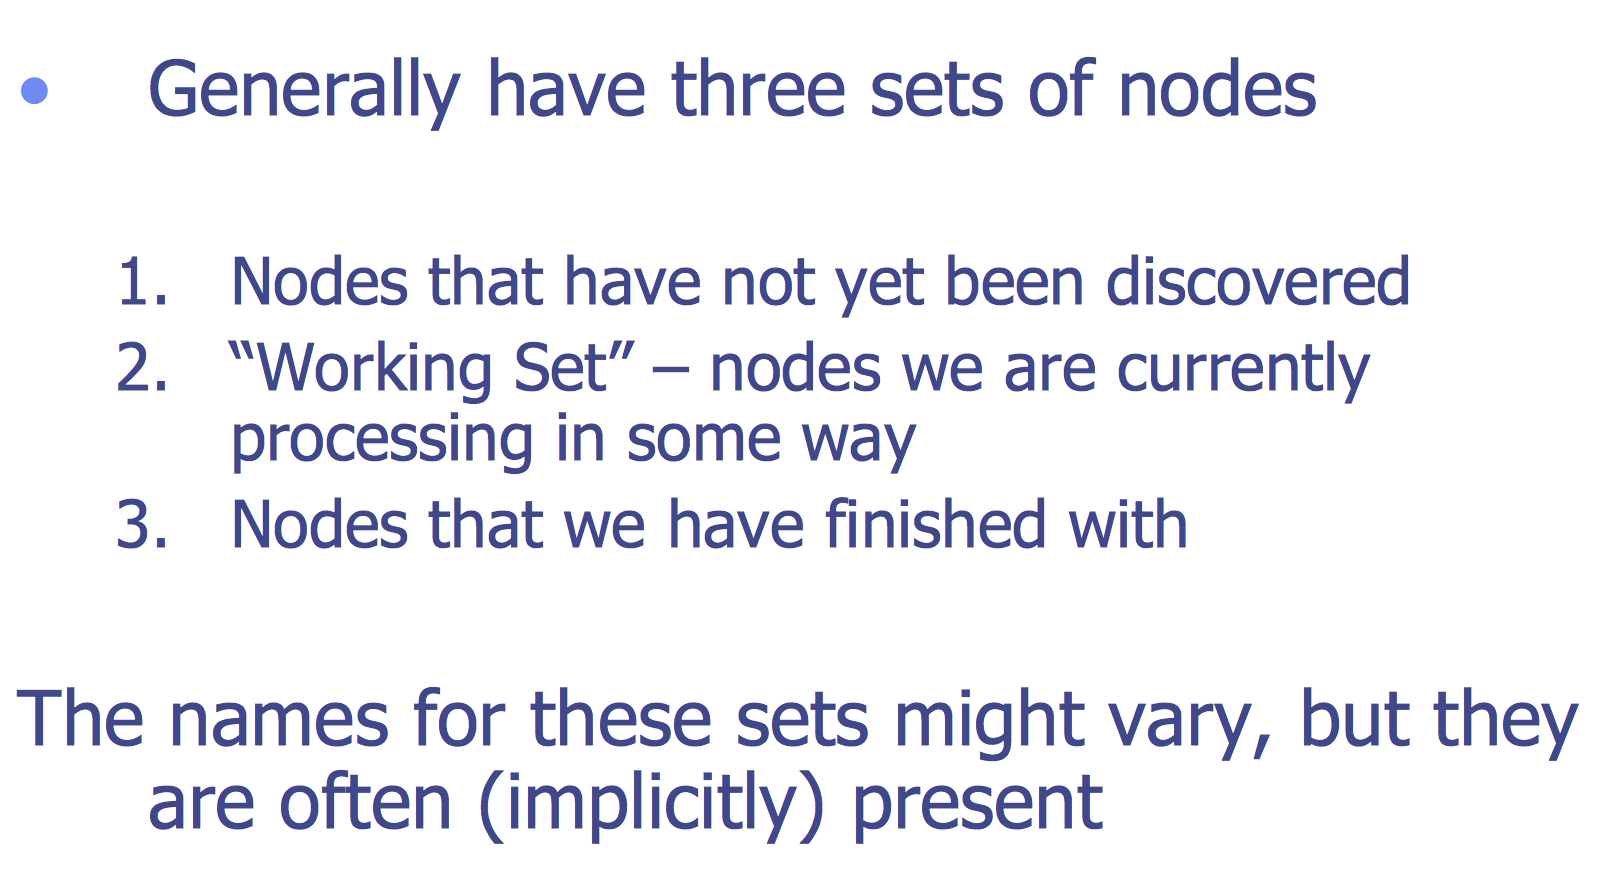 • Generally have three sets of nodes
1. Nodes that have not yet been discovered
2. “Working Set” – nodes we are currently
processing in some way
3. Nodes that we have finished with
The names for these sets might vary, but they
are often (implicitly) present